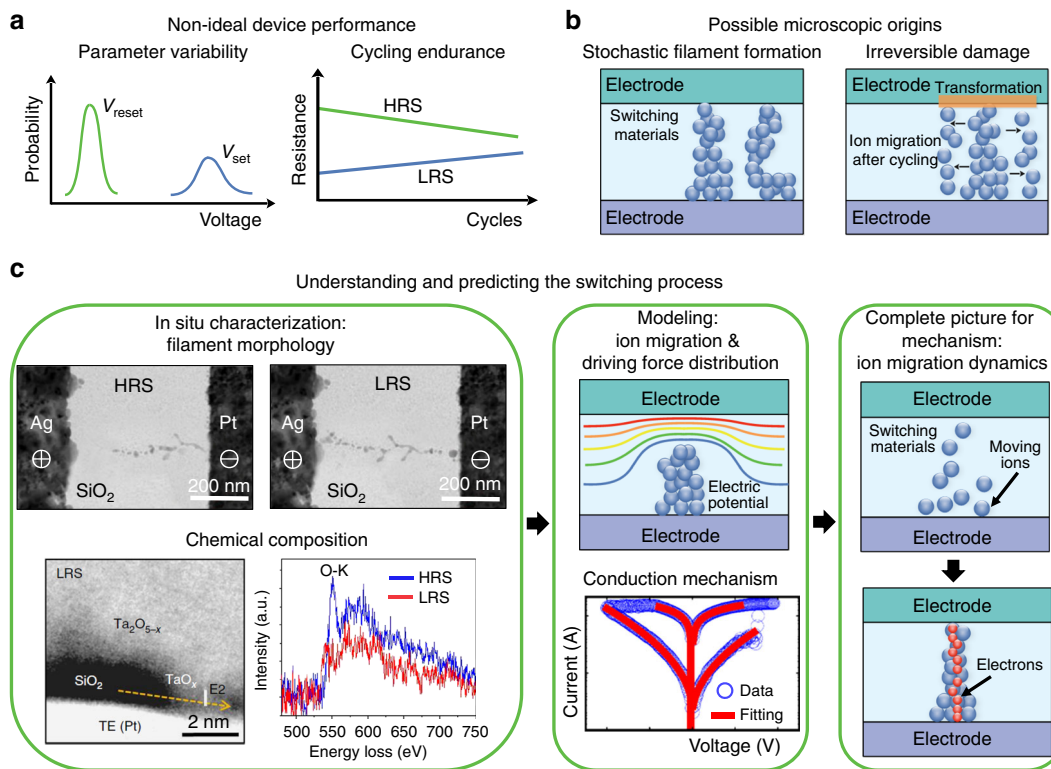 a
Non-ideal device performance
Parameter variability
Cycling endurance
Probability
V_reset
V_set
Voltage
Resistance
HRS
LRS
Cycles
b
Possible microscopic origins
Stochastic filament formation
Irreversible damage
Electrode
Switching
materials
Electrode
Electrode
Transformation
Ion migration
after cycling
Electrode
c
Understanding and predicting the switching process
In situ characterization:
filament morphology
HRS
Ag
Pt
SiO₂
200 nm
LRS
Ag
Pt
SiO₂
200 nm
Chemical composition
LRS
Ta₂O₅₋ₓ
SiO₂
TaOₓ
E2
TE (Pt)
2 nm
O-K
HRS
LRS
Intensity (a.u.)
500 550 600 650 700 750
Energy loss (eV)
Modeling:
ion migration &
driving force distribution
Electrode
Electric
potential
Electrode
Conduction mechanism
Current (A)
Data
Fitting
Voltage (V)
Complete picture for
mechanism:
ion migration dynamics
Electrode
Switching
materials
Moving
ions
Electrode
Electrode
Electrons
Electrode